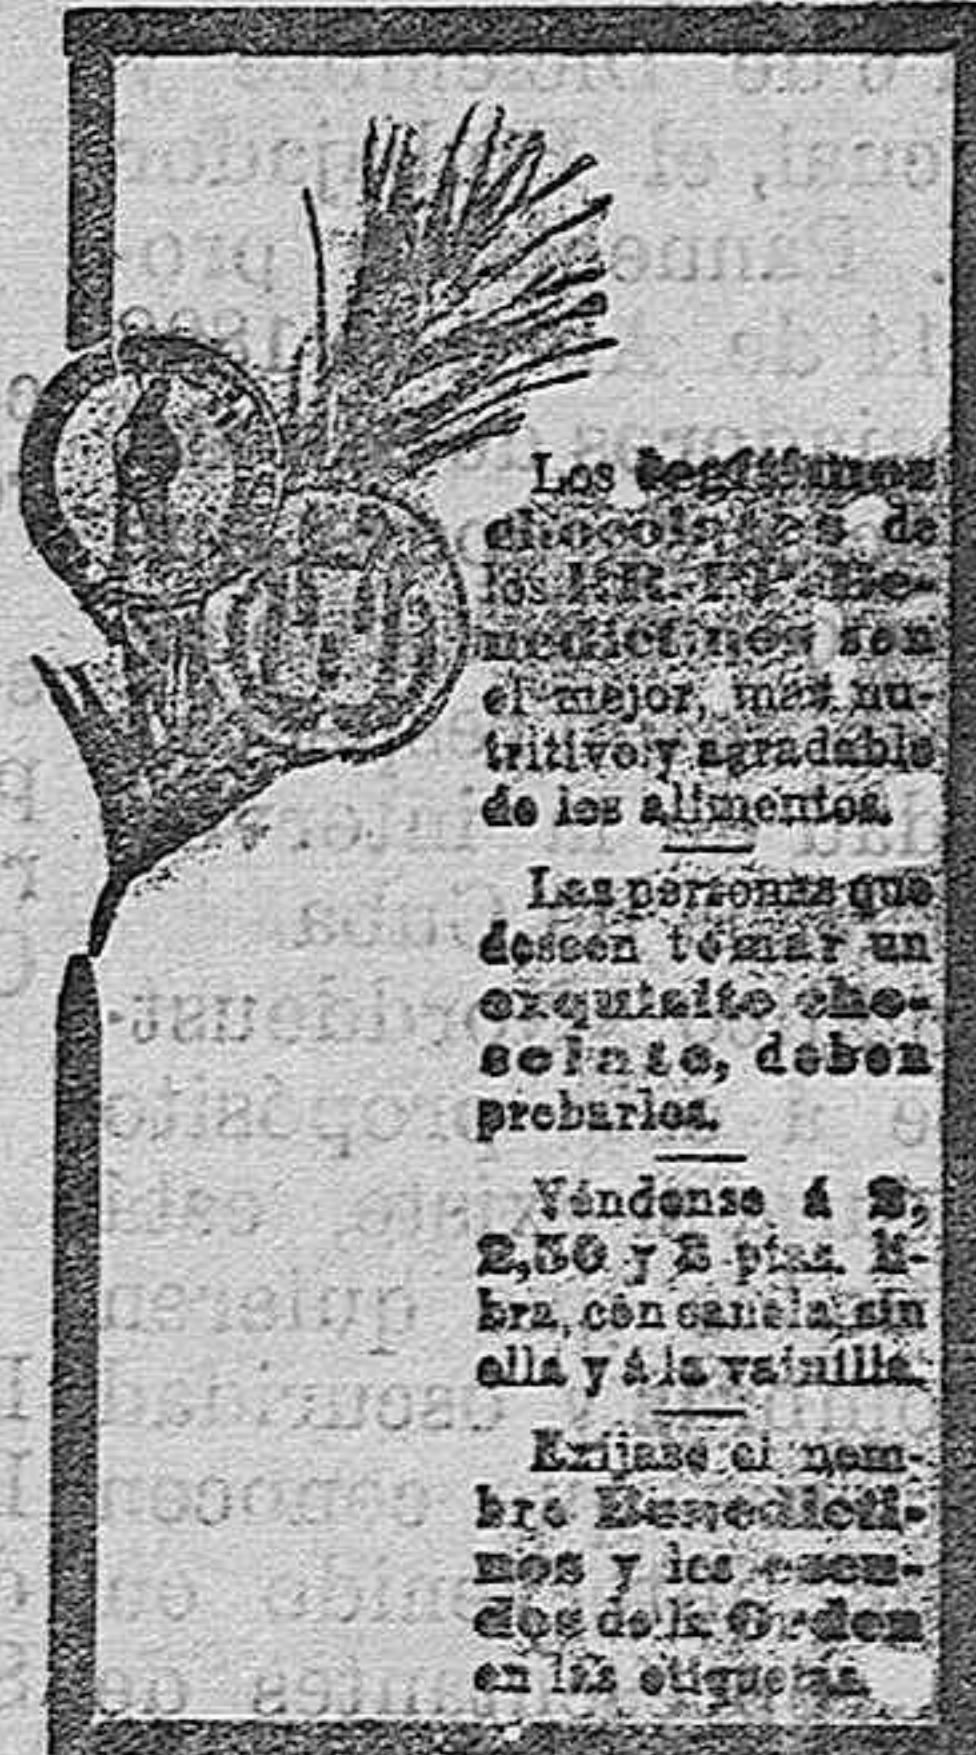 Los legítimos
chocolates de
los RR. PP. Be-
nedictinos son
el mejor, más nu-
tritivo y agradable
de los alimentos.
Las personas que
deseen tomar un
exquisito cho-
colate, deben
probarlos.
Véndense á 2,
2,50 y ptas. li-
bra, con canela, sin
ella y á la vainilla.
Exíjase el nom-
bre Benedicti-
nos y los escu-
dos de la Orden
en las etiquetas.